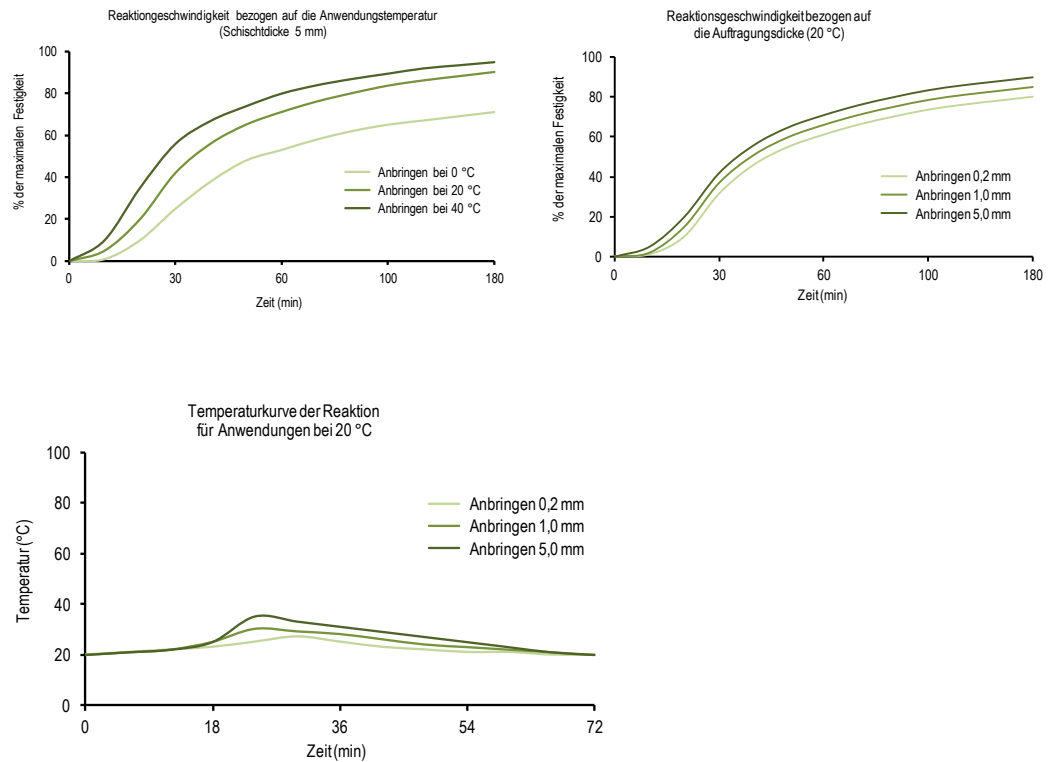 Reaktiongeschwindigkeit bezogen auf die Anwendungstemperatur
(Schischtdicke 5 mm)
% der maximalen Festigkeit
100
80
60
40
20
0
Anbringen bei 0 °C
Anbringen bei 20 °C
Anbringen bei 40 °C
0 30 60 100 180
Zeit (min)
Reaktionsgeschwindigkeit bezogen auf
die Auftragungsdicke (20 °C)
% der maximalen Festigkeit
100
80
60
40
20
0
Anbringen 0,2 mm
Anbringen 1,0 mm
Anbringen 5,0 mm
0 30 60 100 180
Zeit (min)
Temperaturkurve der Reaktion
für Anwendungen bei 20 °C
Temperatur (°C)
100
80
60
40
20
0
Anbringen 0,2 mm
Anbringen 1,0 mm
Anbringen 5,0 mm
0 18 36 54 72
Zeit (min)